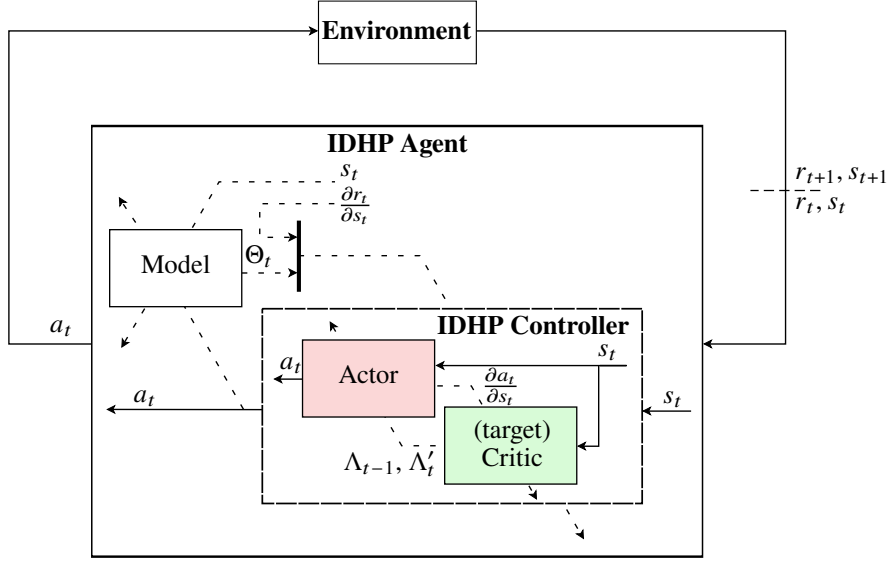 Environment
IDHP Agent
s_t
∂r_t
∂s_t
r_{t+1}, s_{t+1}
r_t, s_t
Model
Θ_t
IDHP Controller
a_t
a_t
Actor
s_t
∂a_t
∂s_t
a_t
s_t
(target)
Critic
Λ_{t−1}, Λ′_t